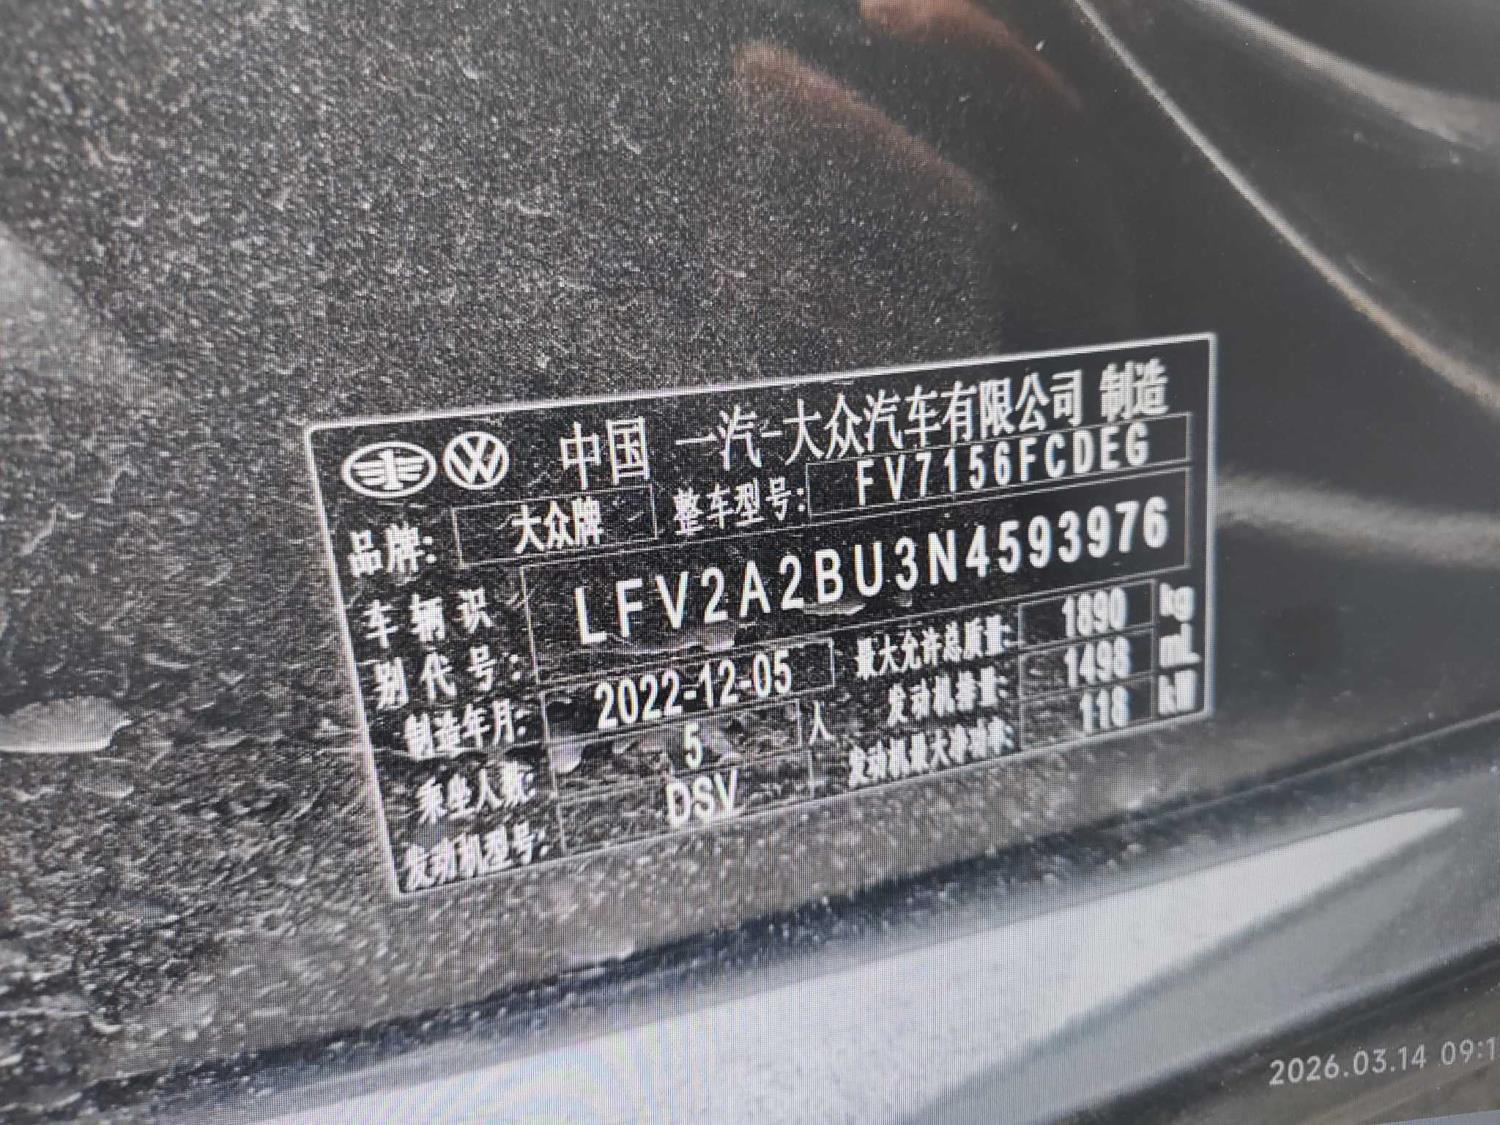 中国 一汽-大众汽车有限公司 制造
品牌: 大众牌 整车型号: FV7156FCDEG
车辆识别代号: LFV2A2BU3N4593976
制造年月: 2022-12-05 最大允许总质量: 1890 kg
乘坐人数: 5 人 发动机排量: 1498 mL
发动机型号: DSV 发动机最大净功率: 118 kW
2026.03.14 09:1